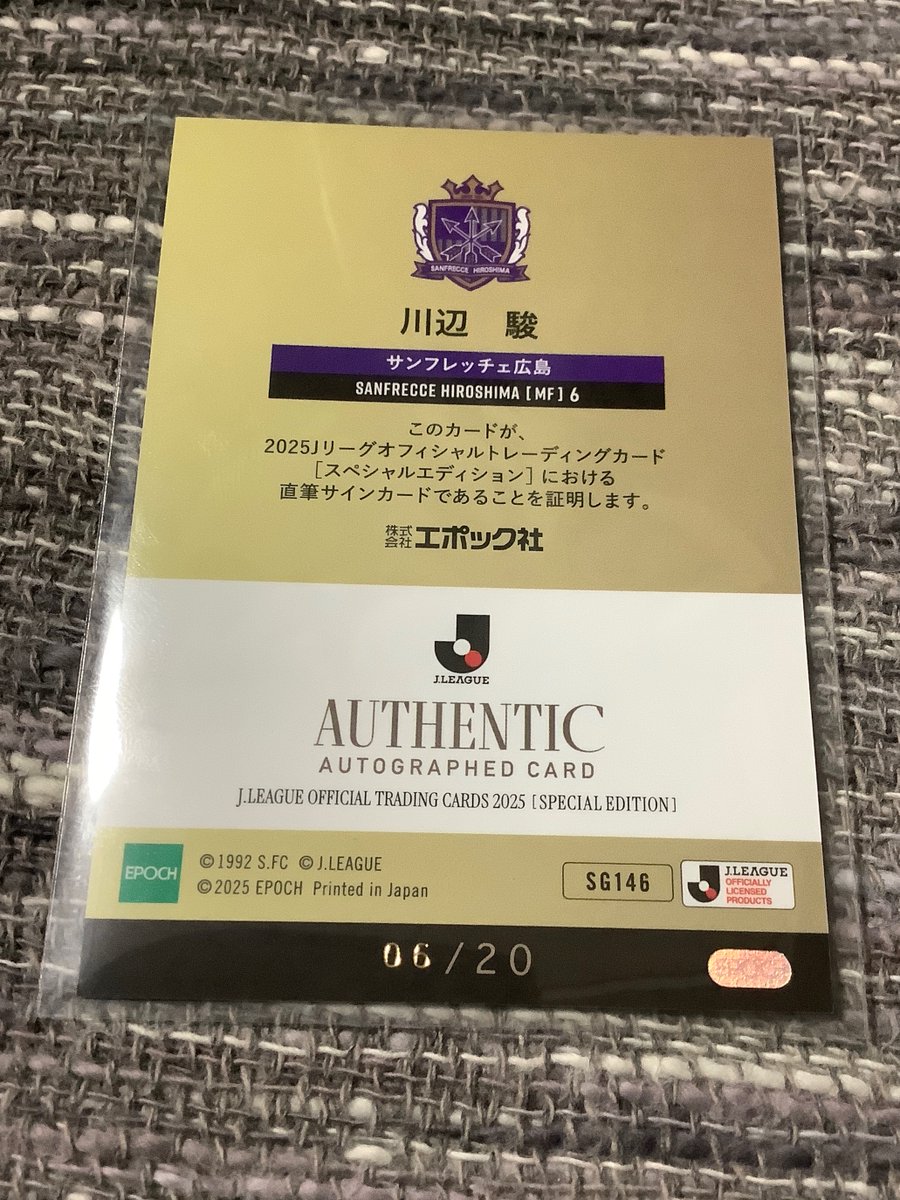 SANFRECCE HIROSHIMA
川辺 駿
サンフレッチェ広島
SANFRECCE HIROSHIMA [MF] 6
このカードが、
2025Jリーグオフィシャルトレーディングカード
[スペシャルエディション] における
直筆サインカードであることを証明します。
株式会社エポック社
J.LEAGUE
AUTHENTIC
AUTOGRAPHED CARD
J.LEAGUE OFFICIAL TRADING CARDS 2025 [SPECIAL EDITION]
EPOCH
©1992 S.FC ©J.LEAGUE
©2025 EPOCH Printed in Japan
SG146
J.LEAGUE
OFFICIALLY
LICENSED
PRODUCTS
06/20